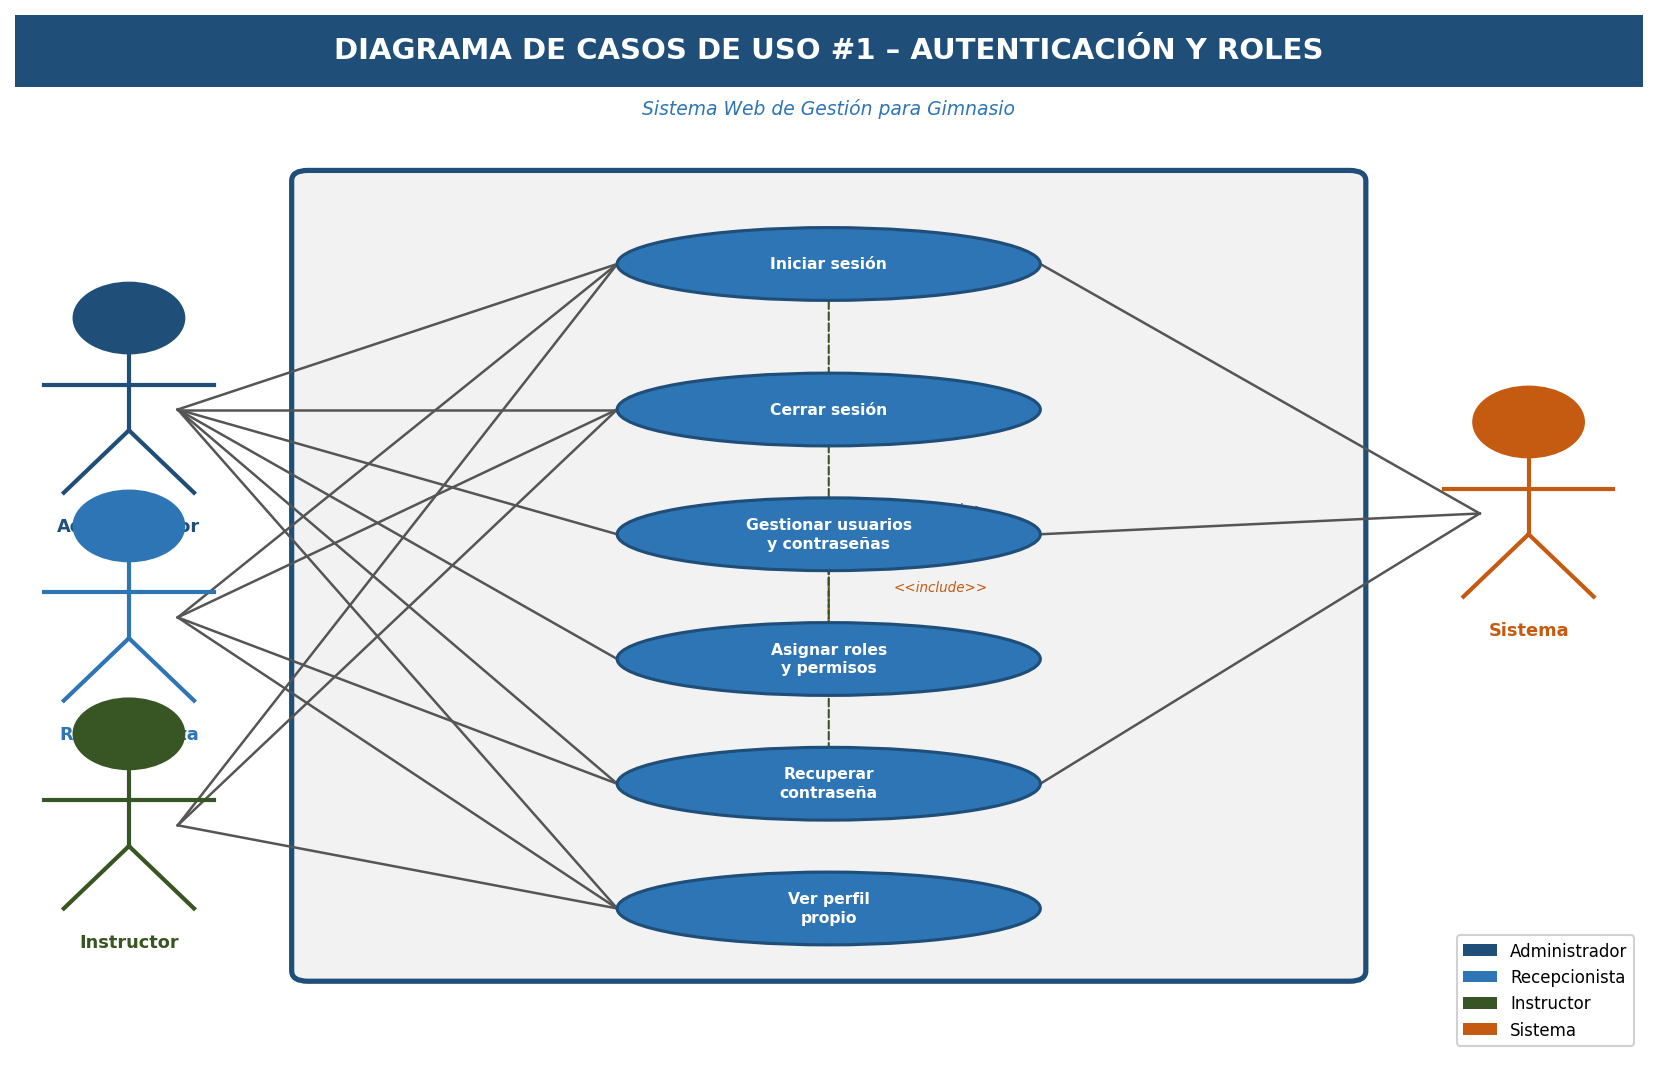 DIAGRAMA DE CASOS DE USO #1 – AUTENTICACIÓN Y ROLES
Sistema Web de Gestión para Gimnasio
Iniciar sesión
Cerrar sesión
Gestionar usuarios
y contraseñas
<<include>>
Asignar roles
y permisos
Recuperar
contraseña
Ver perfil
propio
Instructor
Sistema
Administrador
Recepcionista
Instructor
Sistema